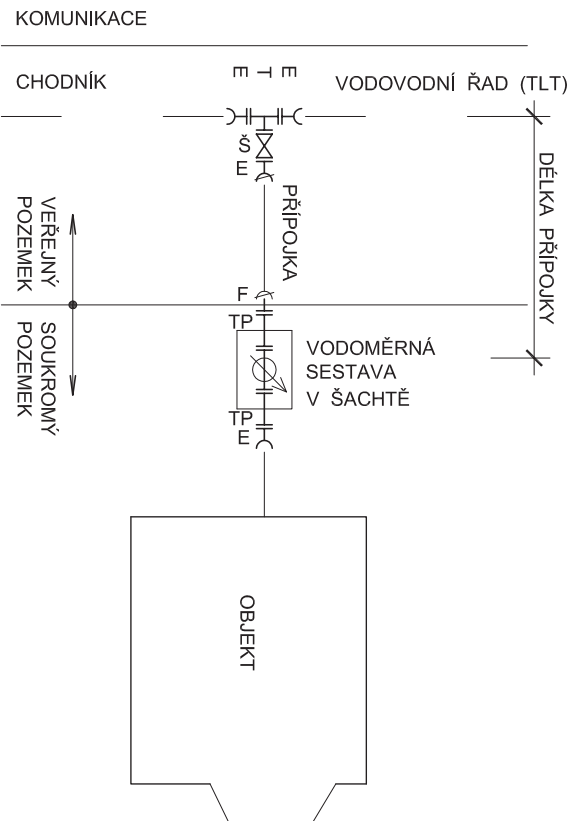 KOMUNIKACE
CHODNÍK
E T E
VODOVODNÍ ŘAD (TLT)
Š
E
PŘÍPOJKA
DÉLKA PŘÍPOJKY
VEŘEJNÝ
POZEMEK
F
TP
SOUKROMÝ
POZEMEK
VODOMĚRNÁ
SESTAVA
V ŠACHTĚ
TP
E
OBJEKT